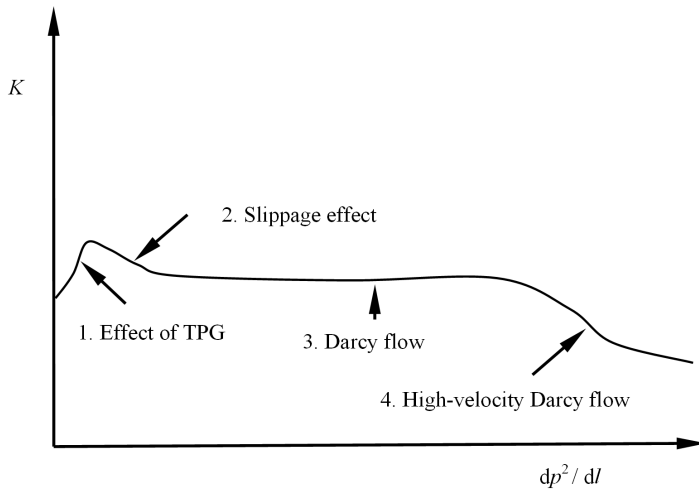 K
2. Slippage effect
1. Effect of TPG
3. Darcy flow
4. High-velocity Darcy flow
dp² / dl